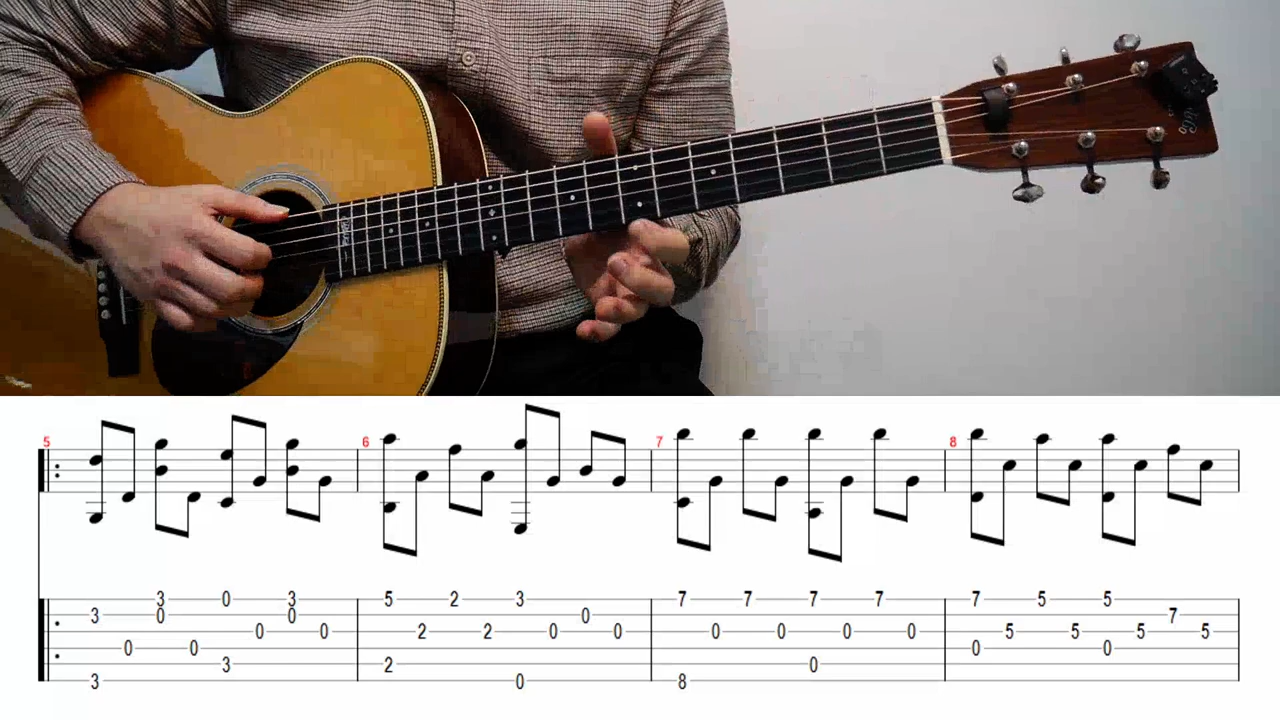 5 6 7 8
3 0 3 3 5 2 3 7 7 7 7 7 5 5
3 0 0 0 7
0 0 2 2 0 0 0 0 0 0 5 5 5 5
0 0 0 0
3 2 0
3 0 8